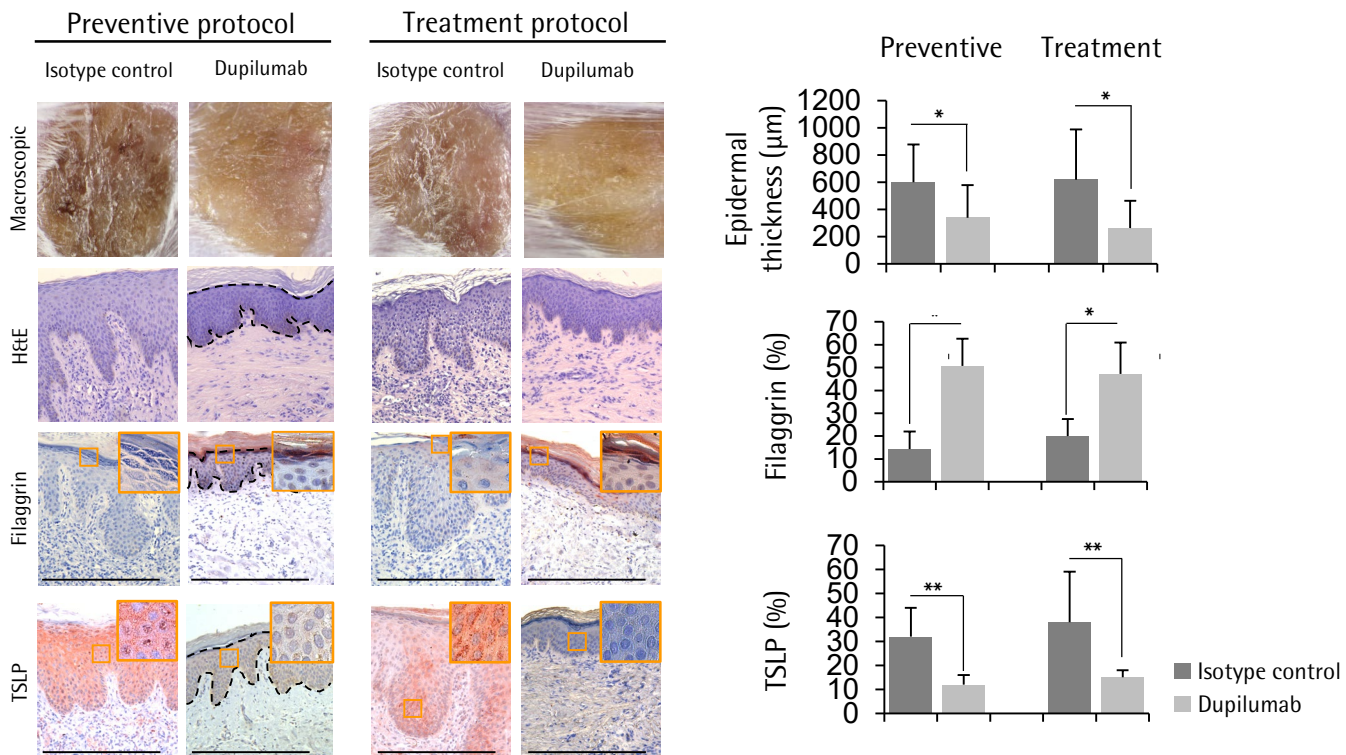 Preventive protocol
Treatment protocol
Isotype control
Dupilumab
Isotype control
Dupilumab
Macroscopic
H&E
Filaggrin
TSLP
Preventive
Treatment
Epidermal
thickness (µm)
1200
1000
800
600
400
200
0
*
*
Filaggrin (%)
70
60
50
40
30
20
10
0
*
TSLP (%)
70
60
50
40
30
20
10
0
**
**
Isotype control
Dupilumab